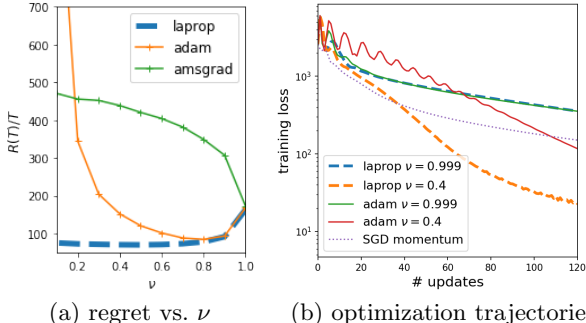 700
600
500
400
300
200
100
R(T)/T
laprop
adam
amsgrad
0.2 0.4 0.6 0.8 1.0
ν
(a) regret vs. ν
10³
10²
10¹
training loss
laprop ν = 0.999
laprop ν = 0.4
adam ν = 0.999
adam ν = 0.4
SGD momentum
0 20 40 60 80 100 120
# updates
(b) optimization trajectorie